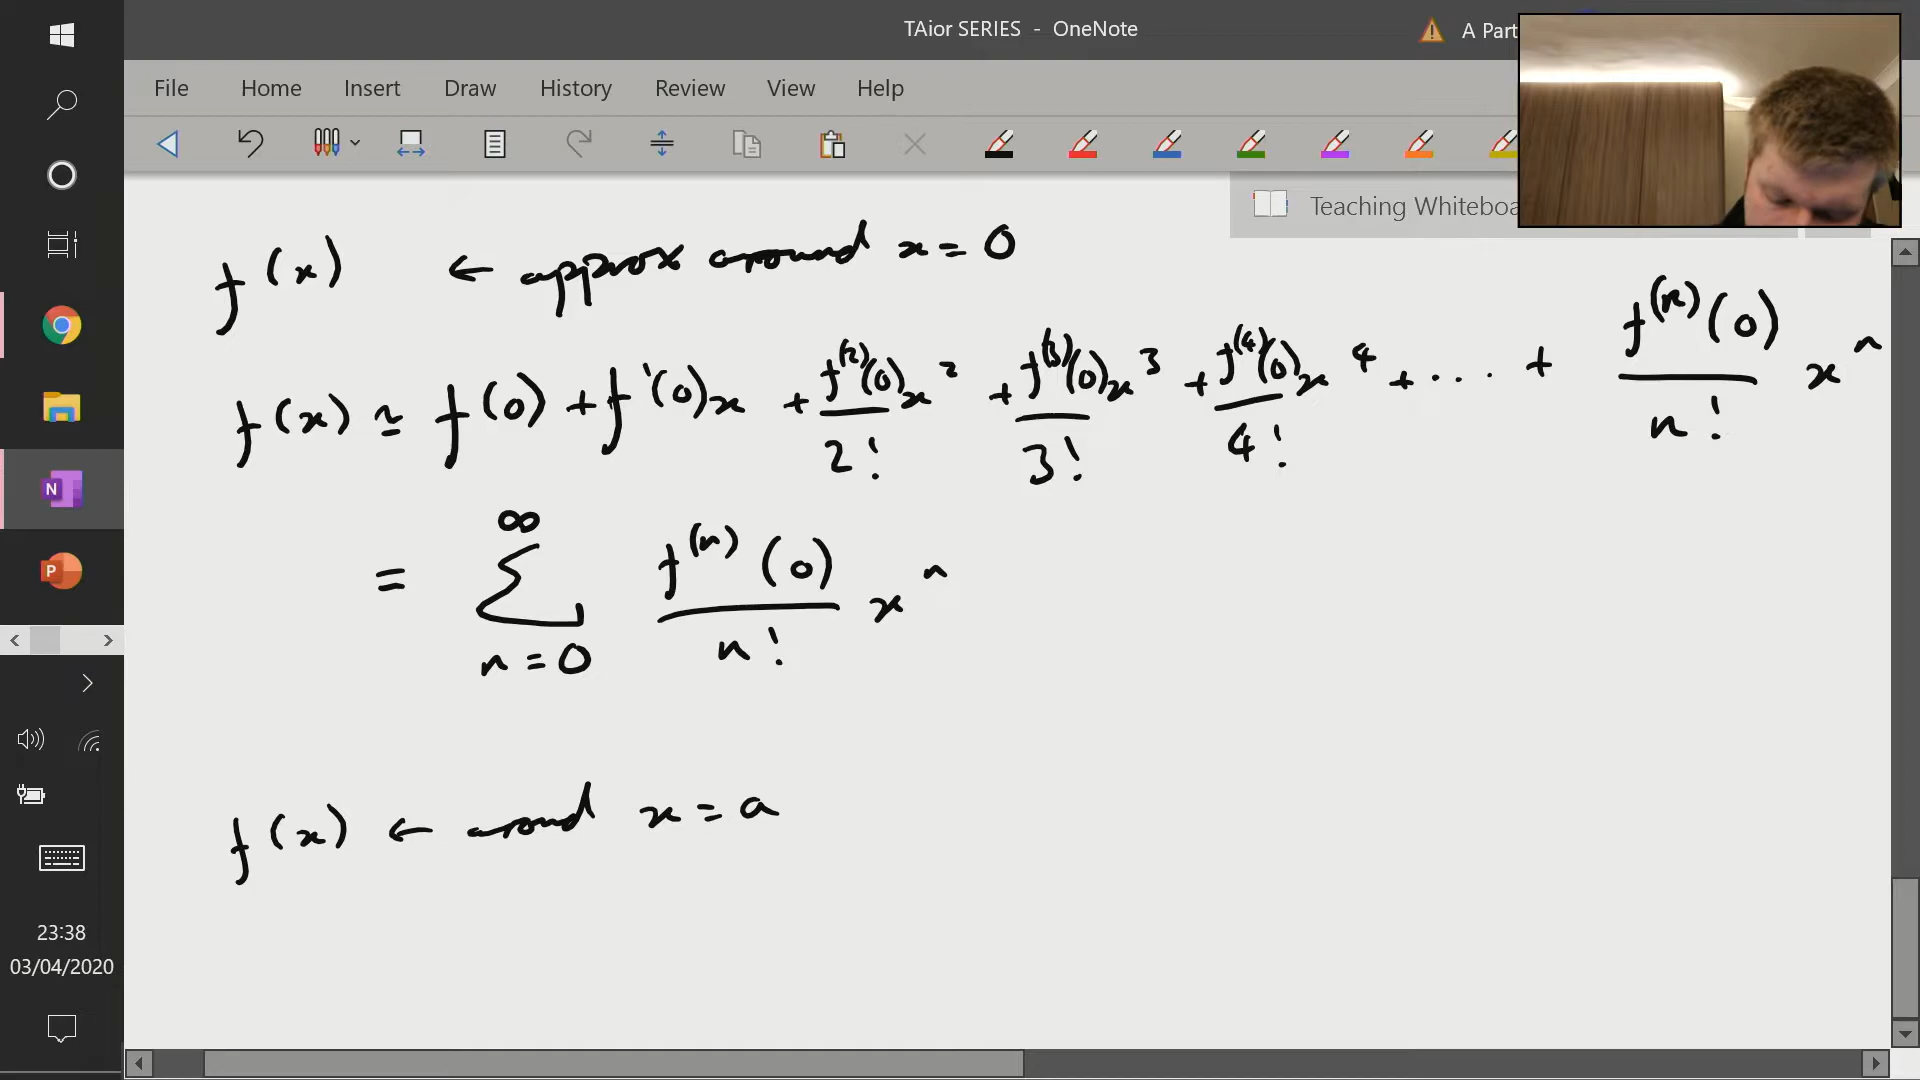 TAior SERIES - OneNote
A Part
File Home Insert Draw History Review View Help
Teaching Whiteboa
f(x) ← approx around x = 0
f(x) ≃ f(0) + f'(0)x + f⁽²⁾(0)x²/2! + f⁽³⁾(0)x³/3! + f⁽⁴⁾(0)x⁴/4! + ... + f⁽ⁿ⁾(0)/n! xⁿ
= ∞ Σ n=0 f⁽ⁿ⁾(0)/n! xⁿ
f(x) ← around x = a
N
P
23:38
03/04/2020